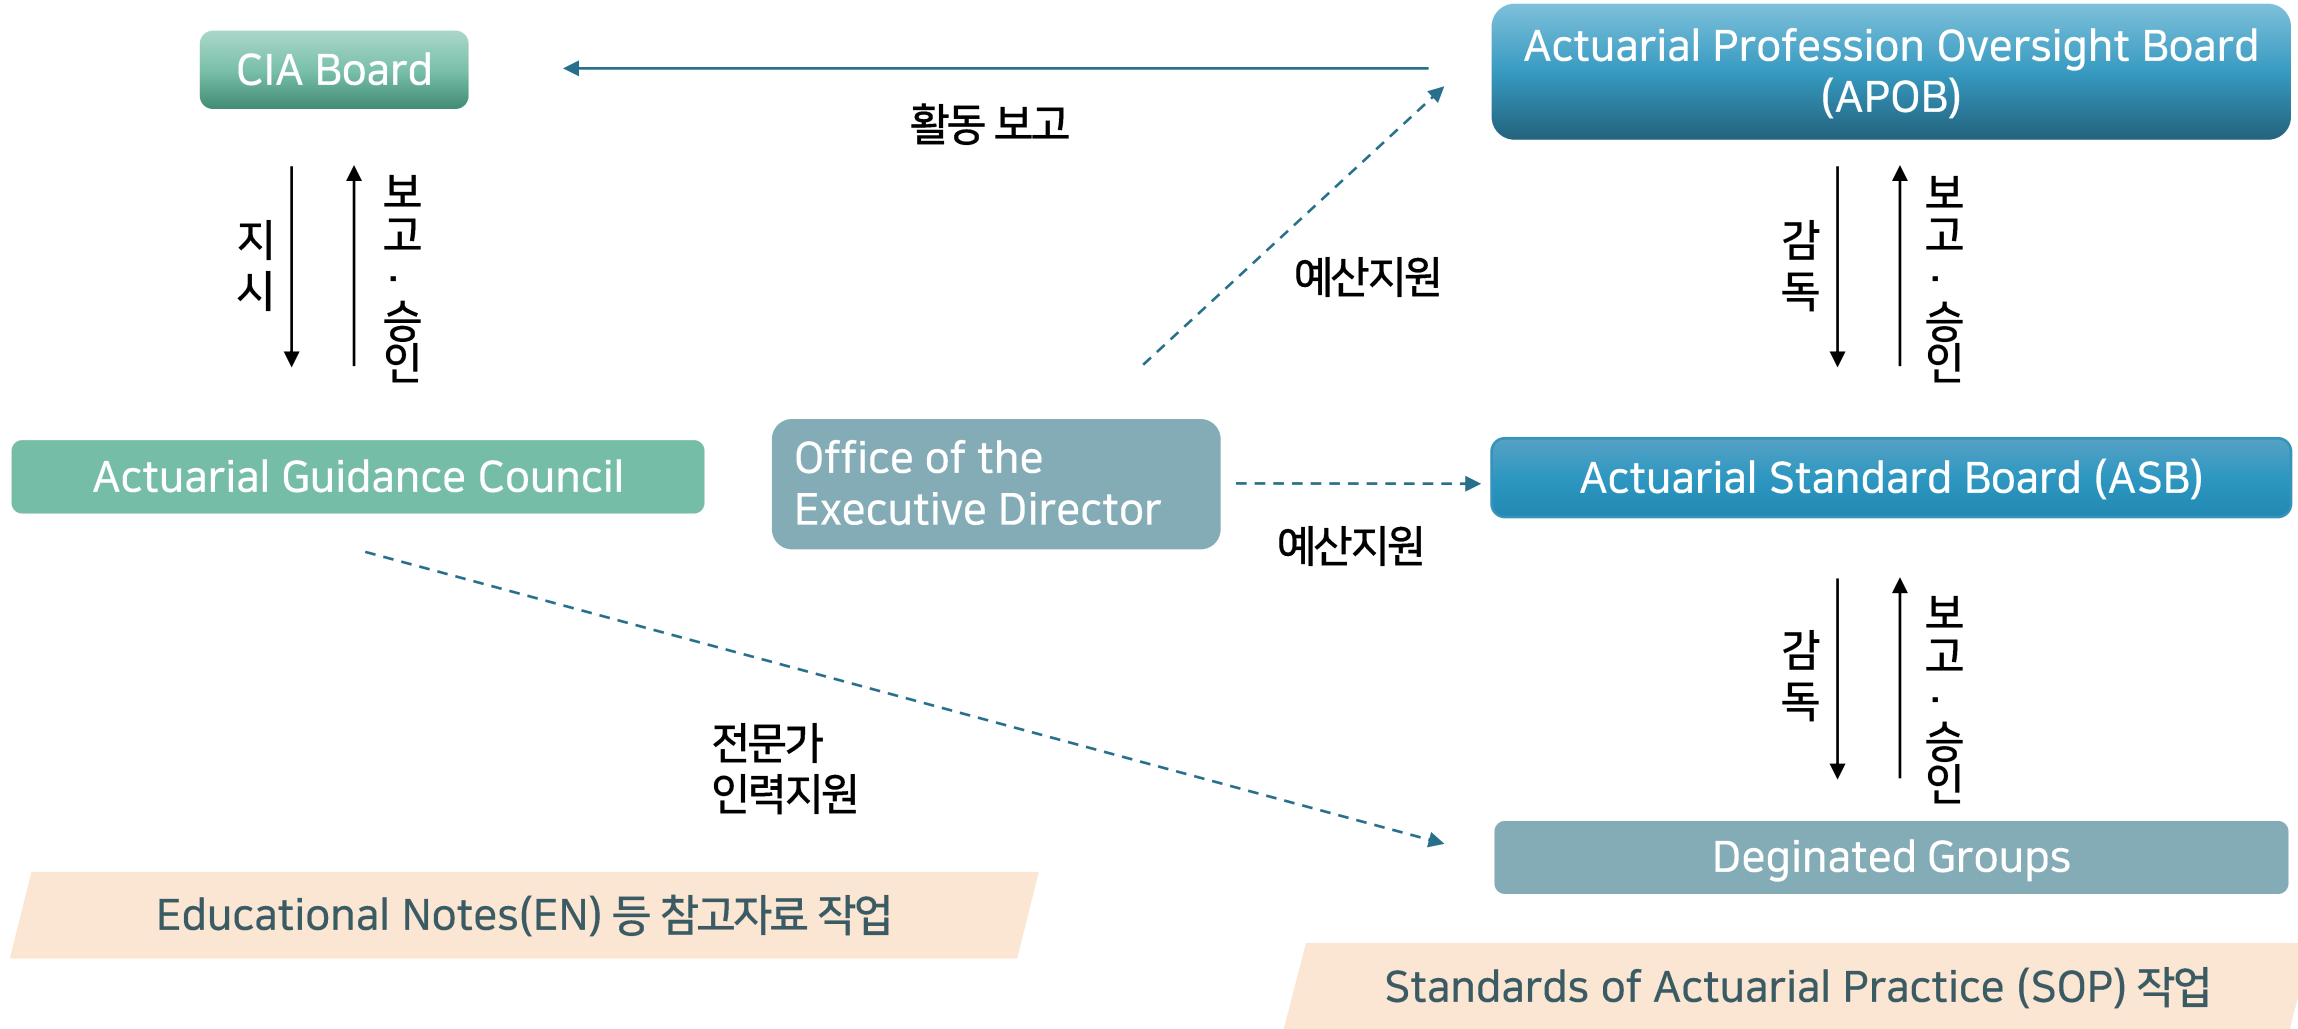 CIA Board
Actuarial Profession Oversight Board
(APOB)
활동 보고
지시
보고·승인
예산지원
감독
보고·승인
Actuarial Guidance Council
Office of the
Executive Director
Actuarial Standard Board (ASB)
예산지원
감독
보고·승인
전문가
인력지원
Deginated Groups
Educational Notes(EN) 등 참고자료 작업
Standards of Actuarial Practice (SOP) 작업